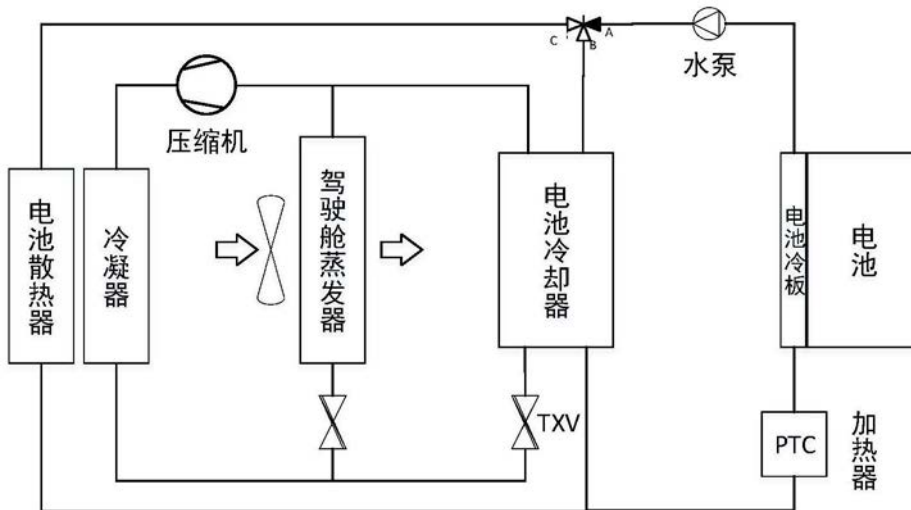 C
A
B
水泵
压缩机
电池散热器
冷凝器
驾驶舱蒸发器
电池冷却器
电池冷板
电池
TXV
PTC
加热器